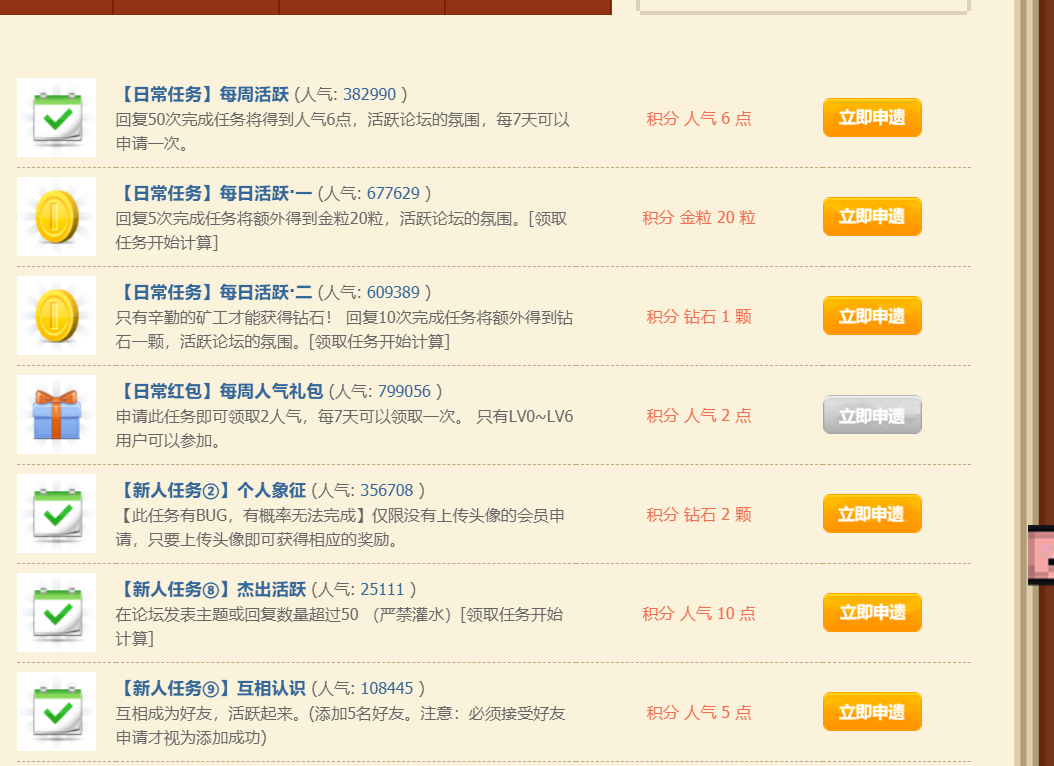 【日常任务】每周活跃 (人气: 382990 )
回复50次完成任务将得到人气6点，活跃论坛的氛围，每7天可以
申请一次。
积分 人气 6 点
立即申遗
【日常任务】每日活跃·一 (人气: 677629 )
回复5次完成任务将额外得到金粒20粒，活跃论坛的氛围。[领取
任务开始计算]
积分 金粒 20 粒
立即申遗
【日常任务】每日活跃·二 (人气: 609389 )
只有辛勤的矿工才能获得钻石！ 回复10次完成任务将额外得到钻
石一颗，活跃论坛的氛围。[领取任务开始计算]
积分 钻石 1 颗
立即申遗
【日常红包】每周人气礼包 (人气: 799056 )
申请此任务即可领取2人气，每7天可以领取一次。 只有LV0~LV6
用户可以参加。
积分 人气 2 点
立即申遗
【新人任务②】个人象征 (人气: 356708 )
【此任务有BUG，有概率无法完成】仅限没有上传头像的会员申
请，只要上传头像即可获得相应的奖励。
积分 钻石 2 颗
立即申遗
【新人任务⑧】杰出活跃 (人气: 25111 )
在论坛发表主题或回复数量超过50 （严禁灌水）[领取任务开始
计算]
积分 人气 10 点
立即申遗
【新人任务⑨】互相认识 (人气: 108445 )
互相成为好友，活跃起来。(添加5名好友。注意：必须接受好友
申请才视为添加成功)
积分 人气 5 点
立即申遗